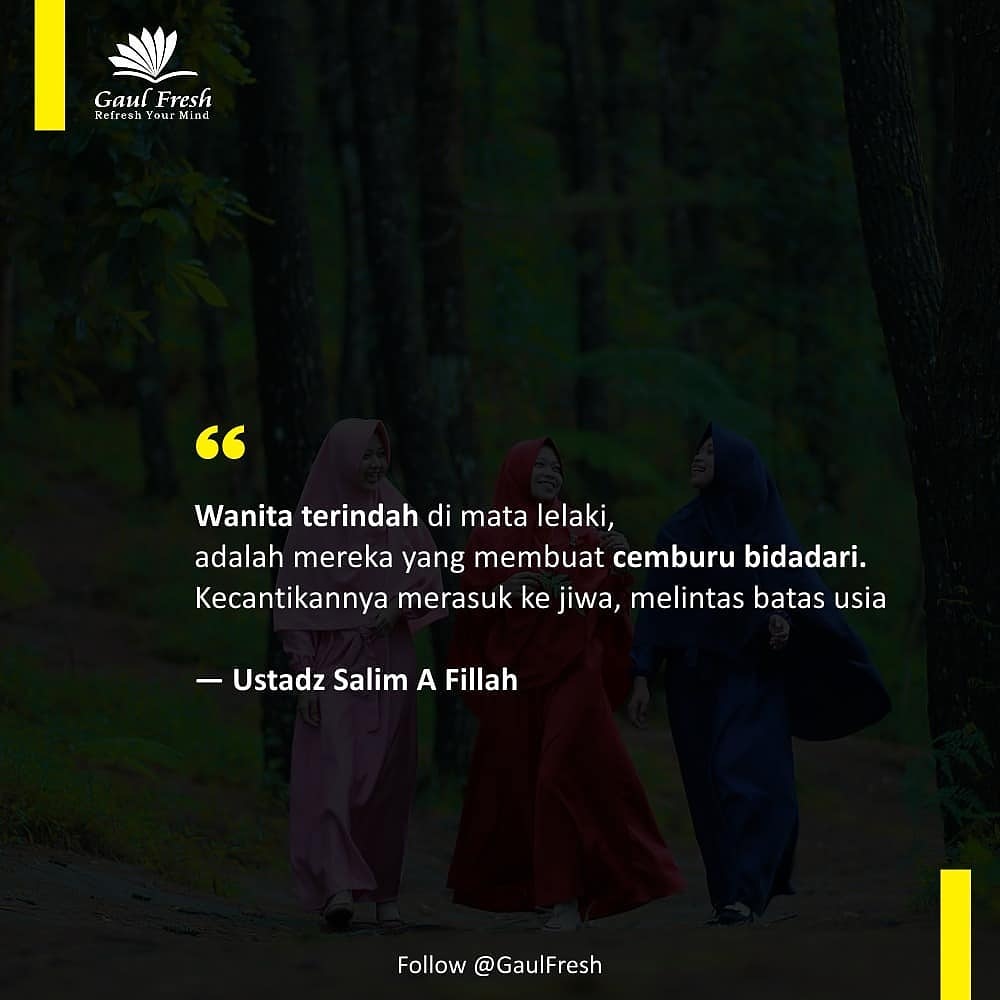 Gaul Fresh
Refresh Your Mind
“
Wanita terindah di mata lelaki,
adalah mereka yang membuat cemburu bidadari.
Kecantikannya merasuk ke jiwa, melintas batas usia
— Ustadz Salim A Fillah
Follow @GaulFresh